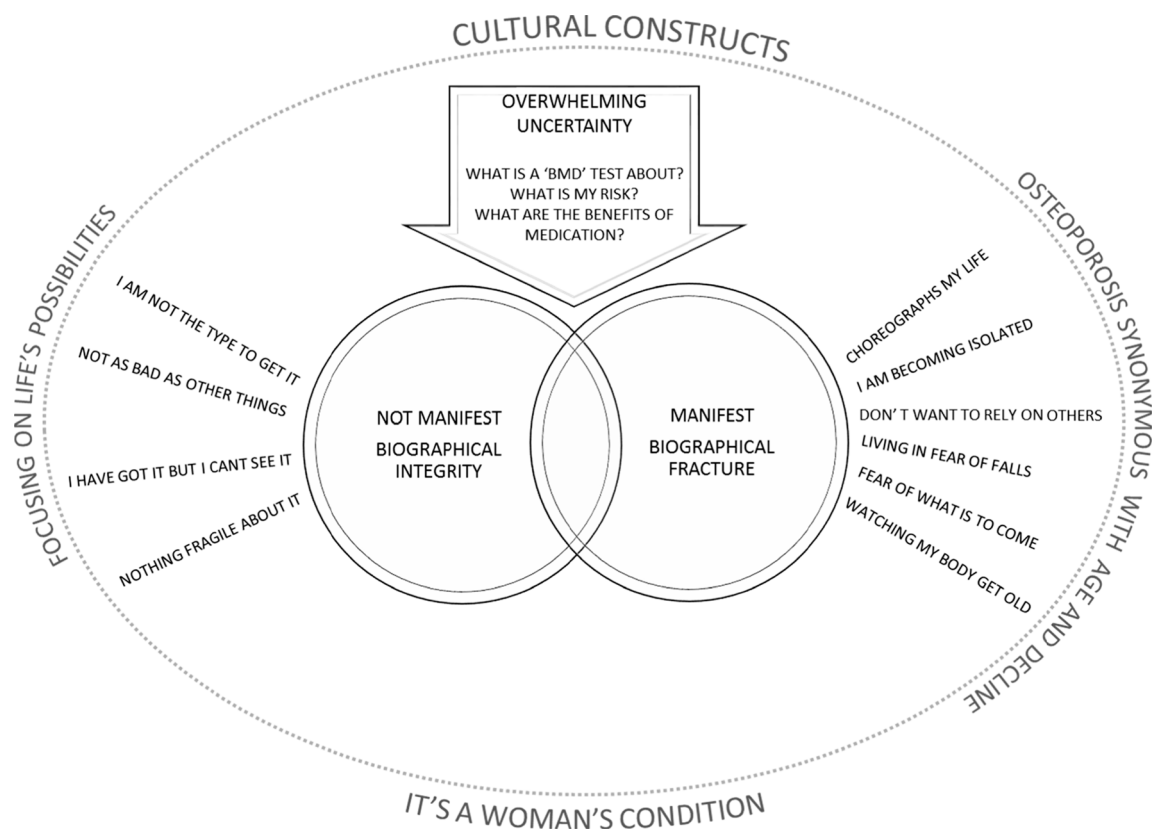 CULTURAL CONSTRUCTS
OVERWHELMING
UNCERTAINTY
WHAT IS A ‘BMD’ TEST ABOUT?
WHAT IS MY RISK?
WHAT ARE THE BENEFITS OF
MEDICATION?
FOCUSING ON LIFE’S POSSIBILITIES
I AM NOT THE TYPE TO GET IT
NOT AS BAD AS OTHER THINGS
I HAVE GOT IT BUT I CANT SEE IT
NOTHING FRAGILE ABOUT IT
NOT MANIFEST
BIOGRAPHICAL
INTEGRITY
MANIFEST
BIOGRAPHICAL
FRACTURE
CHOREOGRAPHS MY LIFE
I AM BECOMING ISOLATED
DON’ T WANT TO RELY ON OTHERS
LIVING IN FEAR OF FALLS
FEAR OF WHAT IS TO COME
WATCHING MY BODY GET OLD
OSTEOPOROSIS SYNONYMOUS WITH AGE AND DECLINE
IT’S A WOMAN’S CONDITION